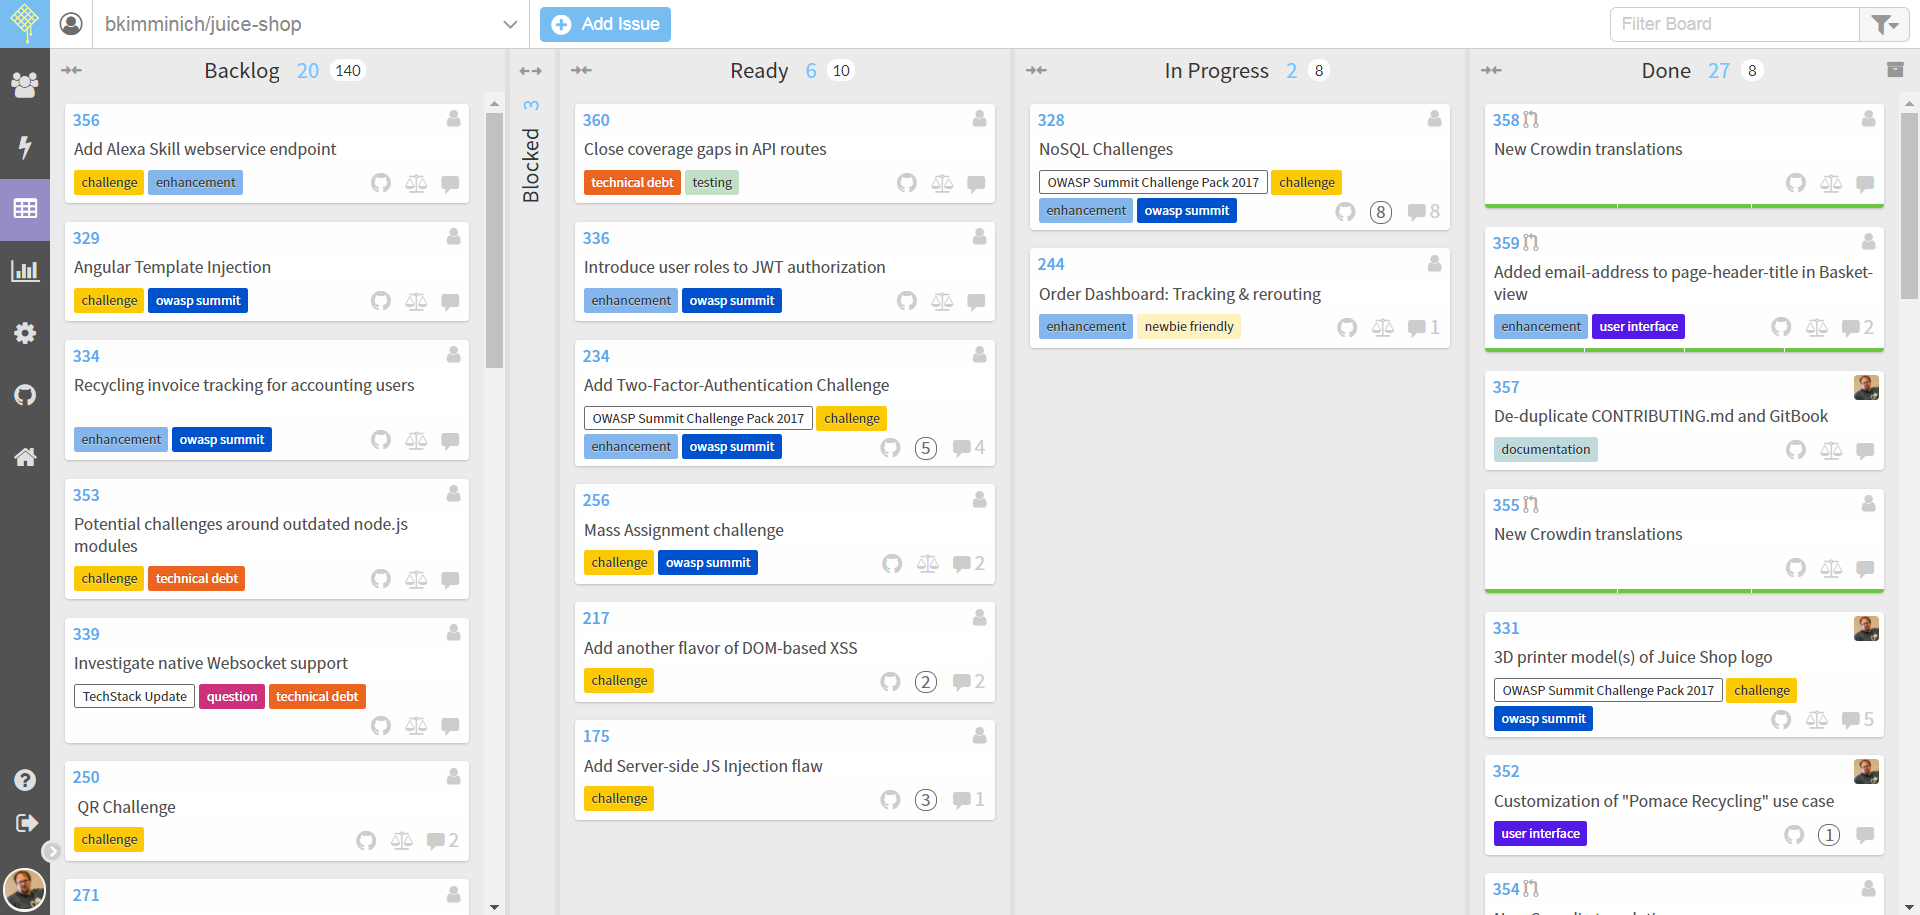 bkimminich/juice-shop
Add Issue
Filter Board
Backlog 20 140
356
Add Alexa Skill webservice endpoint
challenge enhancement
329
Angular Template Injection
challenge owasp summit
334
Recycling invoice tracking for accounting users
enhancement owasp summit
353
Potential challenges around outdated node.js
modules
challenge technical debt
339
Investigate native Websocket support
TechStack Update question technical debt
250
QR Challenge
challenge 2
271
Blocked 3
Ready 6 10
360
Close coverage gaps in API routes
technical debt testing
336
Introduce user roles to JWT authorization
enhancement owasp summit
234
Add Two-Factor-Authentication Challenge
OWASP Summit Challenge Pack 2017 challenge
enhancement owasp summit 5 4
256
Mass Assignment challenge
challenge owasp summit 2
217
Add another flavor of DOM-based XSS
challenge 2 2
175
Add Server-side JS Injection flaw
challenge 3 1
In Progress 2 8
328
NoSQL Challenges
OWASP Summit Challenge Pack 2017 challenge
enhancement owasp summit 8 8
244
Order Dashboard: Tracking & rerouting
enhancement newbie friendly 1
Done 27 8
358
New Crowdin translations
359
Added email-address to page-header-title in Basket-
view
enhancement user interface 2
357
De-duplicate CONTRIBUTING.md and GitBook
documentation
355
New Crowdin translations
331
3D printer model(s) of Juice Shop logo
OWASP Summit Challenge Pack 2017 challenge
owasp summit 5
352
Customization of "Pomace Recycling" use case
user interface 1
354